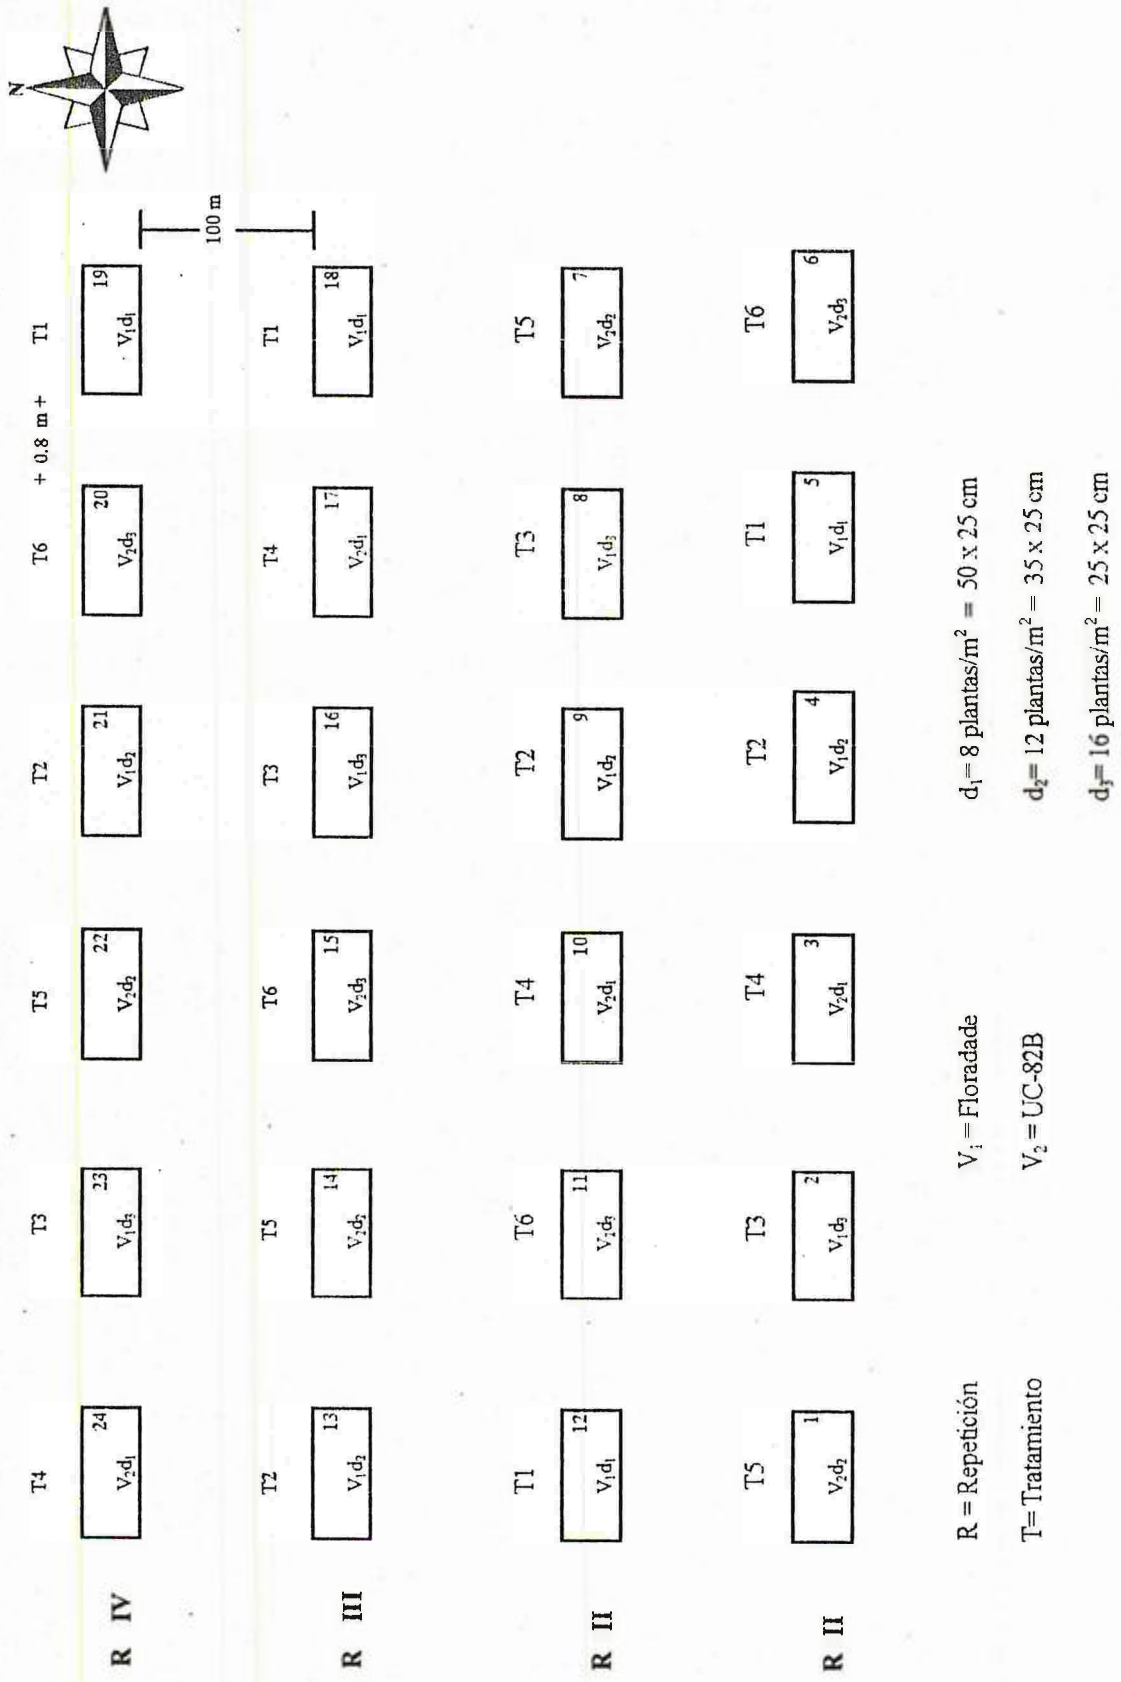 N
T4 T3 T5 T2 T6 + 0.8 m + T1
R IV
24 23 22 21 20 19
V₂d₁ V₁d₃ V₂d₂ V₁d₂ V₂d₃ V₁d₁
100 m
T2 T5 T6 T3 T4 T1
R III
13 14 15 16 17 18
V₁d₂ V₂d₂ V₂d₃ V₁d₃ V₂d₁ V₁d₁
T1 T6 T4 T2 T3 T5
R II
12 11 10 9 8 7
V₁d₁ V₂d₃ V₂d₁ V₁d₂ V₁d₃ V₂d₂
T5 T3 T4 T2 T1 T6
R II
1 2 3 4 5 6
V₂d₂ V₁d₃ V₂d₁ V₁d₂ V₁d₁ V₂d₃
R = Repetición V₁ = Floradade d₁= 8 plantas/m² = 50 x 25 cm
T= Tratamiento V₂ = UC-82B d₂= 12 plantas/m² = 35 x 25 cm
d₃= 16 plantas/m² = 25 x 25 cm